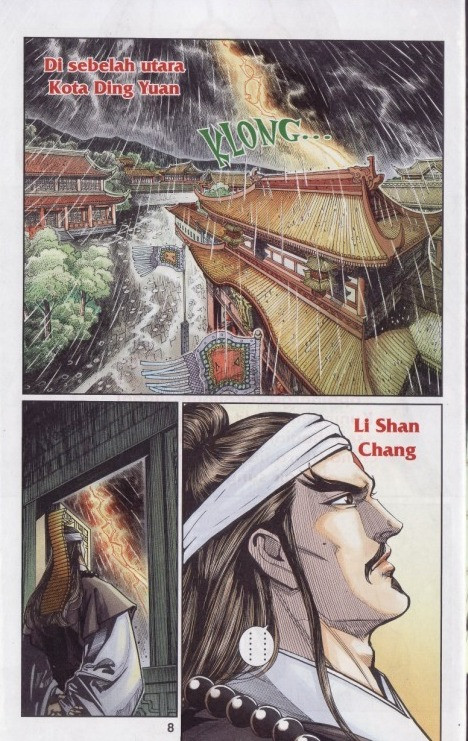 Di sebelah utara
Kota Ding Yuan
KLONG...
Li Shan
Chang
......
8